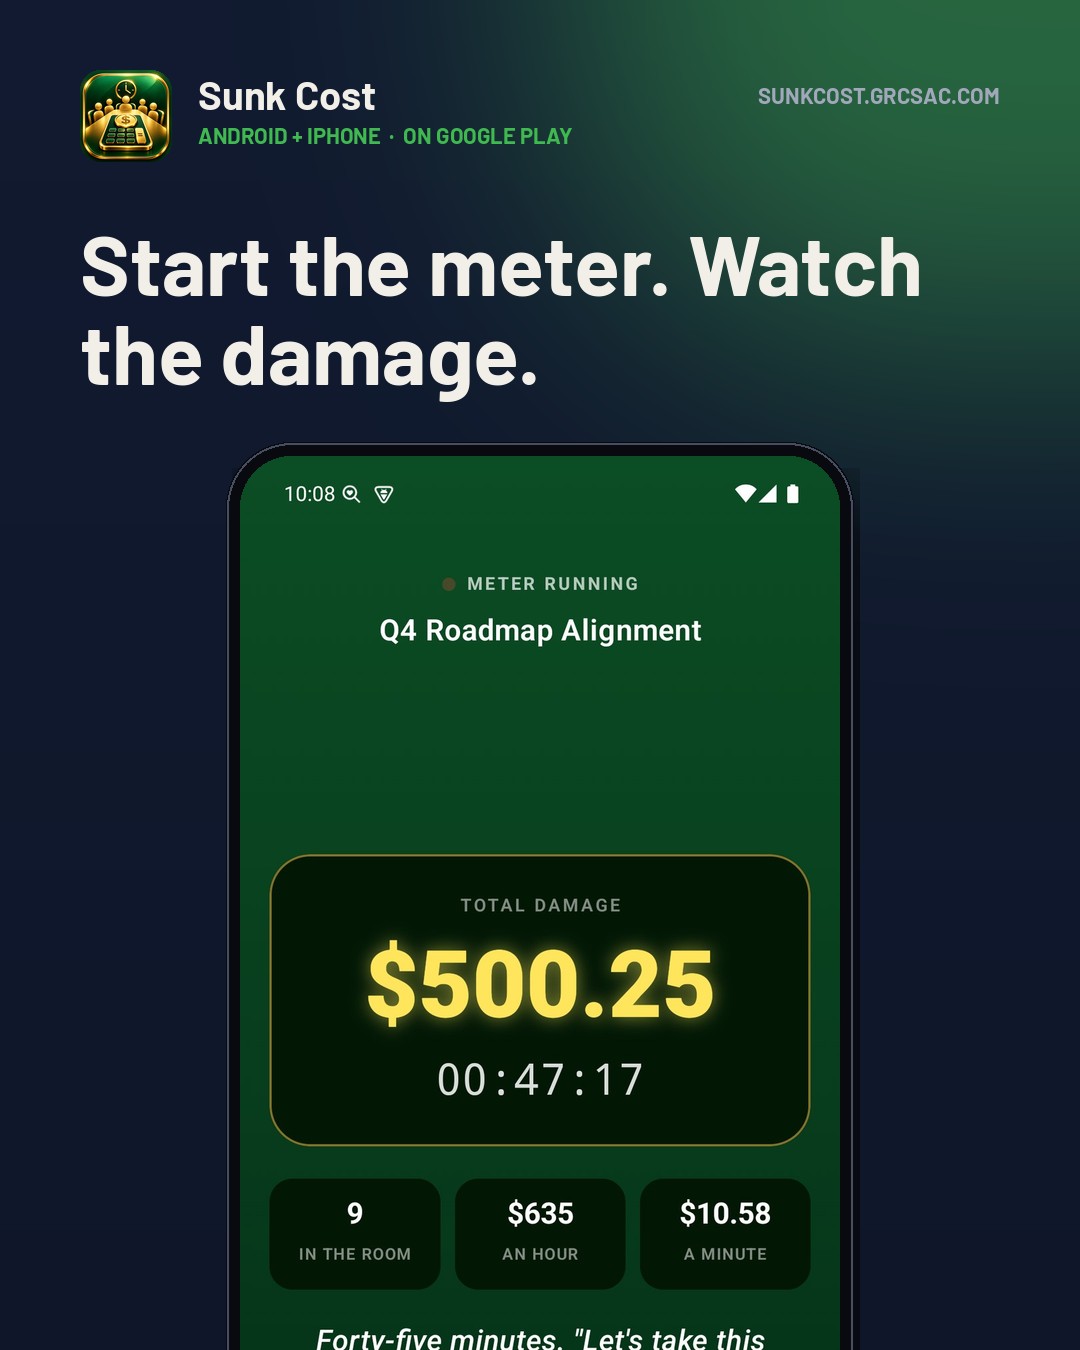 Sunk Cost
ANDROID + IPHONE · ON GOOGLE PLAY
SUNKCOST.GRCSAC.COM
Start the meter. Watch
the damage.
10:08
METER RUNNING
Q4 Roadmap Alignment
TOTAL DAMAGE
$500.25
00:47:17
9
IN THE ROOM
$635
AN HOUR
$10.58
A MINUTE
Forty-five minutes. "Let's take this